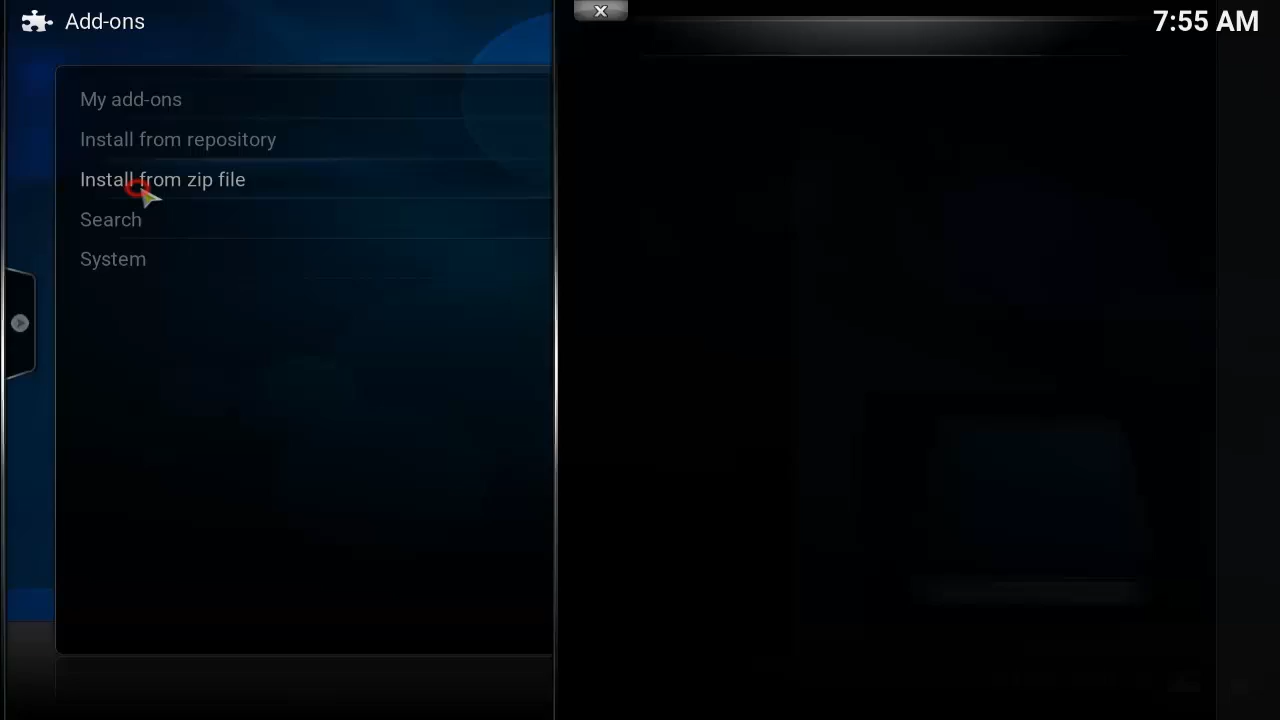 Add-ons
7:55 AM
My add-ons
Install from repository
Install from zip file
Search
System